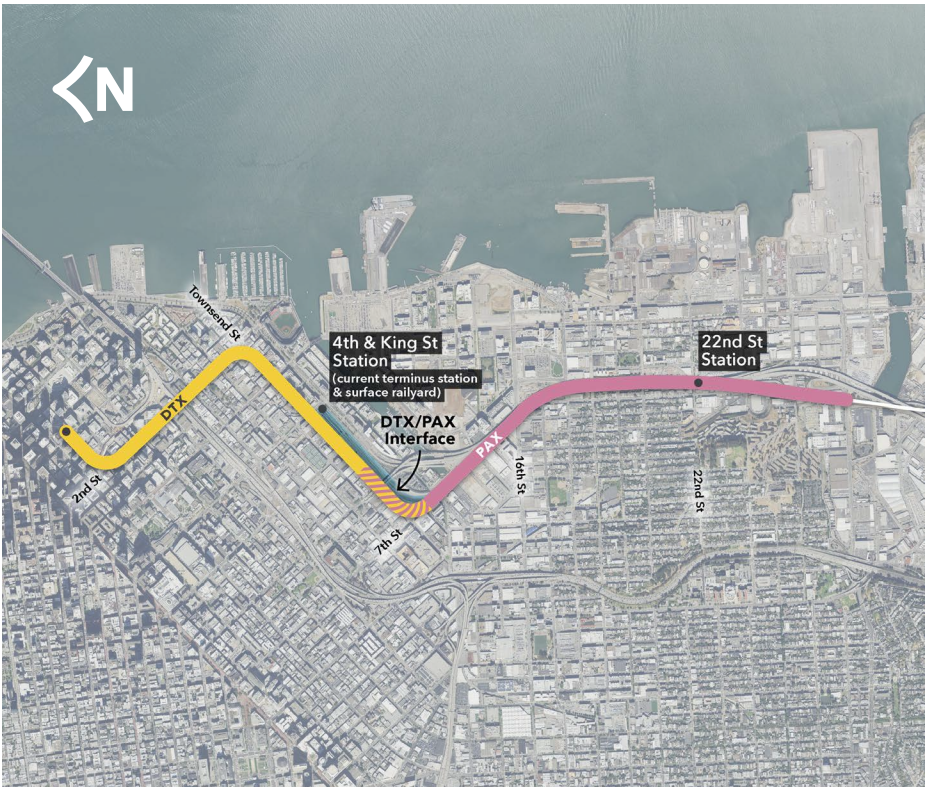 N
Townsend St
4th & King St
Station
(current terminus station
& surface railyard)
22nd St
Station
DTX
DTX/PAX
Interface
PAX
2nd St
16th St
22nd St
7th St